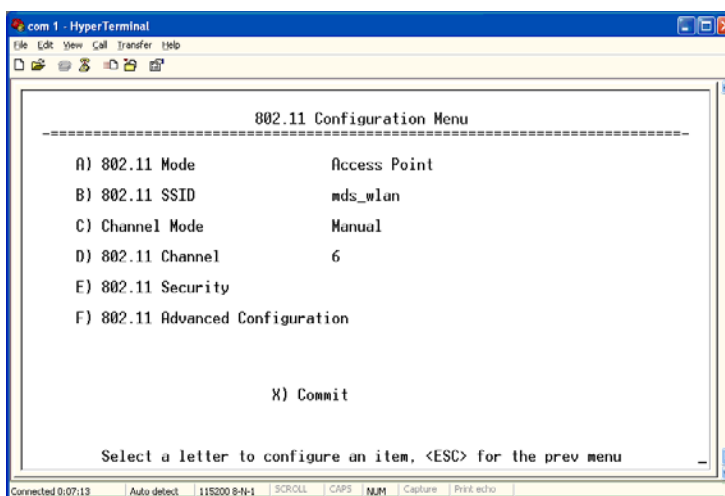 com 1 - HyperTerminal
File Edit View Call Transfer Help
802.11 Configuration Menu
-==========================================================================-
A) 802.11 Mode Access Point
B) 802.11 SSID mds_wlan
C) Channel Mode Manual
D) 802.11 Channel 6
E) 802.11 Security
F) 802.11 Advanced Configuration
X) Commit
Select a letter to configure an item, <ESC> for the prev menu _
Connected 0:07:13 Auto detect 115200 8-N-1 SCROLL CAPS NUM Capture Print echo